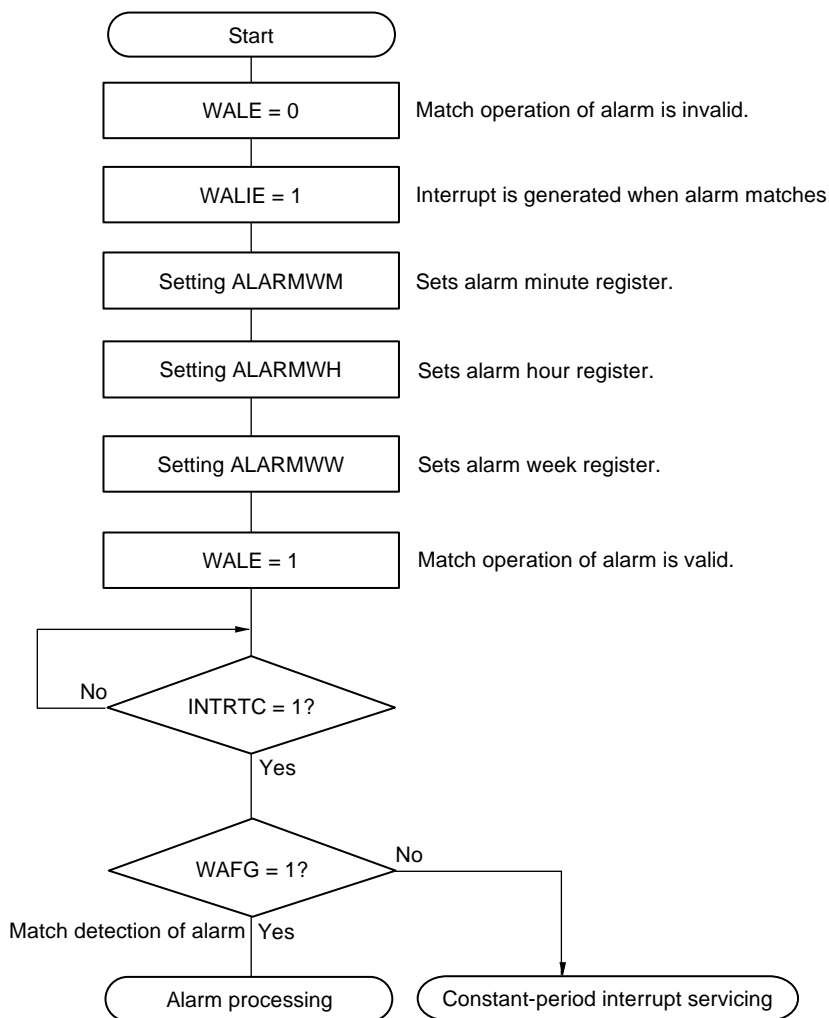 Start
WALE = 0
Match operation of alarm is invalid.
WALIE = 1
Interrupt is generated when alarm matches
Setting ALARMWM
Sets alarm minute register.
Setting ALARMWH
Sets alarm hour register.
Setting ALARMWW
Sets alarm week register.
WALE = 1
Match operation of alarm is valid.
No
INTRTC = 1?
Yes
WAFG = 1?
No
Match detection of alarm
Yes
Alarm processing
Constant-period interrupt servicing